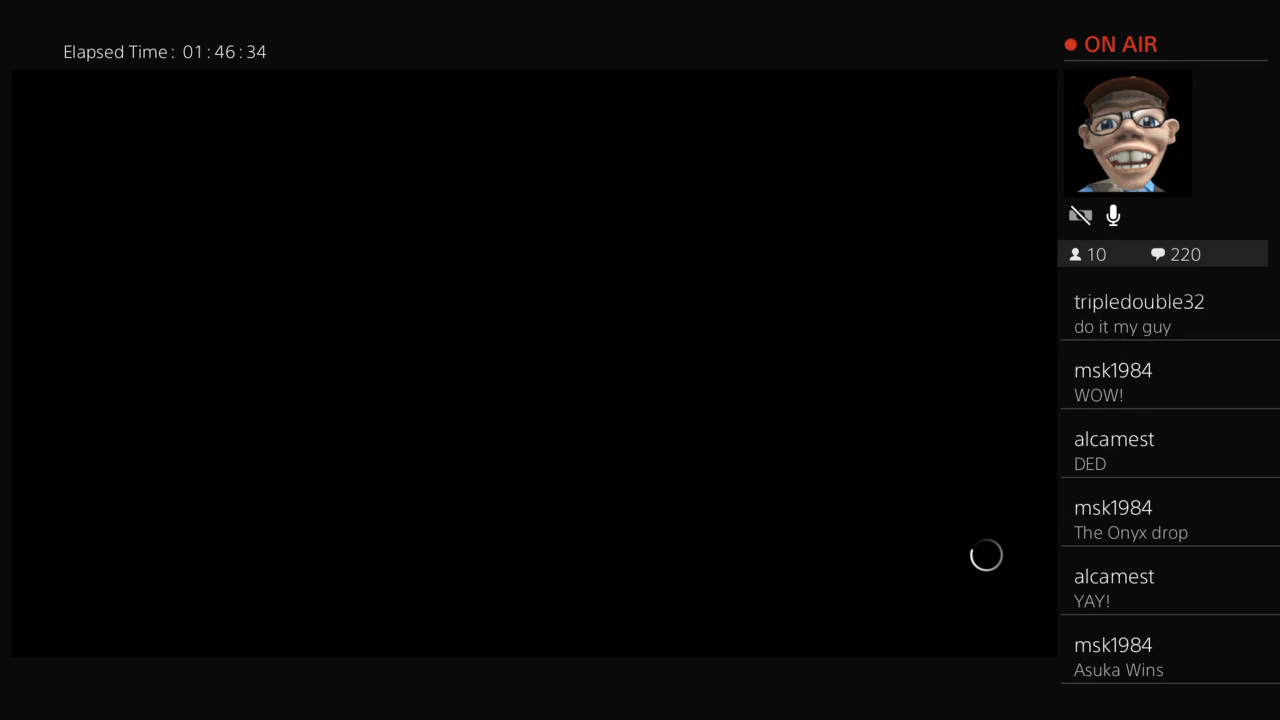 Elapsed Time: 01:46:34
ON AIR
10 220
tripledouble32
do it my guy
msk1984
WOW!
alcamest
DED
msk1984
The Onyx drop
alcamest
YAY!
msk1984
Asuka Wins